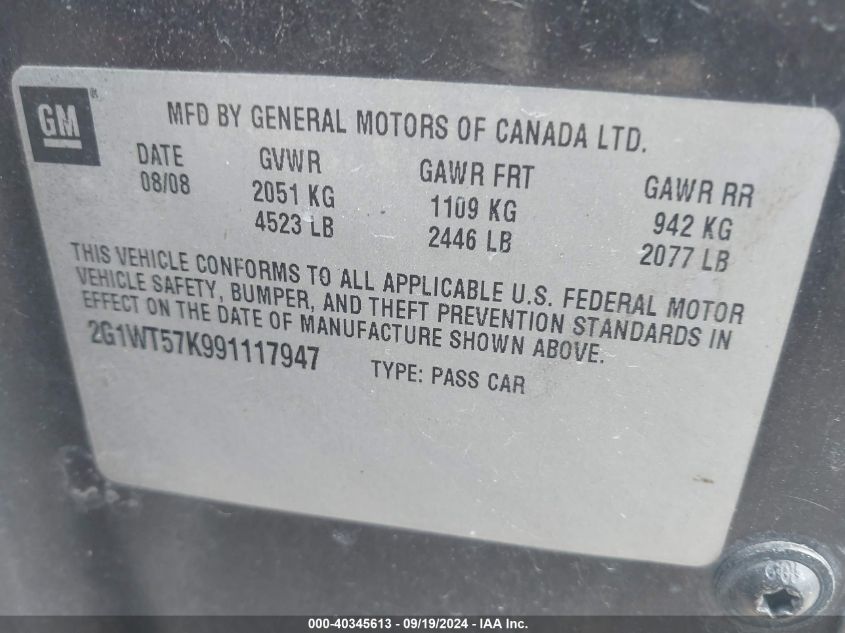 GM
MFD BY GENERAL MOTORS OF CANADA LTD.
DATE GVWR GAWR FRT GAWR RR
08/08 2051 KG 1109 KG 942 KG
4523 LB 2446 LB 2077 LB
THIS VEHICLE CONFORMS TO ALL APPLICABLE U.S. FEDERAL MOTOR
VEHICLE SAFETY, BUMPER, AND THEFT PREVENTION STANDARDS IN
EFFECT ON THE DATE OF MANUFACTURE SHOWN ABOVE.
2G1WT57K991117947 TYPE: PASS CAR
000-40345613 - 09/19/2024 - IAA Inc.